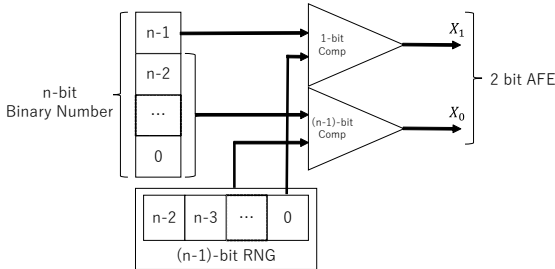 n-bit
Binary Number
n-1
n-2
...
0
1-bit
Comp
(n-1)-bit
Comp
X₁
X₀
2 bit AFE
n-2 n-3 ... 0
(n-1)-bit RNG